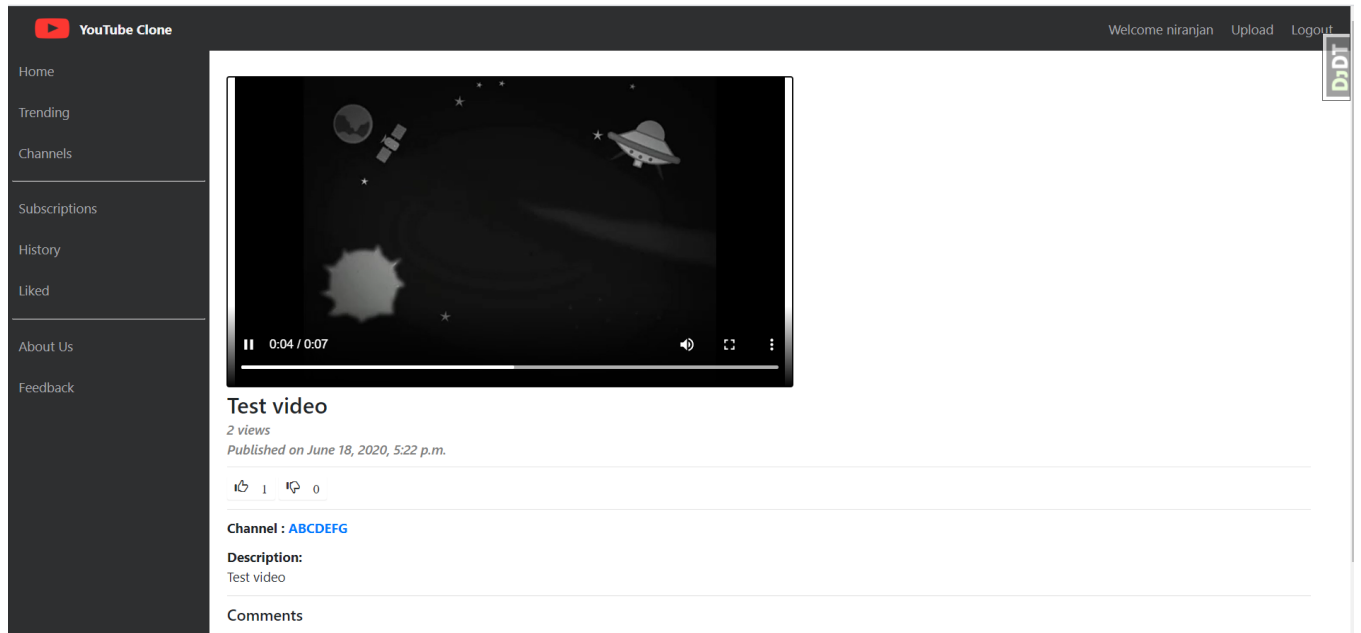 YouTube Clone
Welcome niranjan Upload Logout
DJDT
Home
Trending
Channels
Subscriptions
History
Liked
About Us
Feedback
0:04 / 0:07
Test video
2 views
Published on June 18, 2020, 5:22 p.m.
1 0
Channel : ABCDEFG
Description:
Test video
Comments